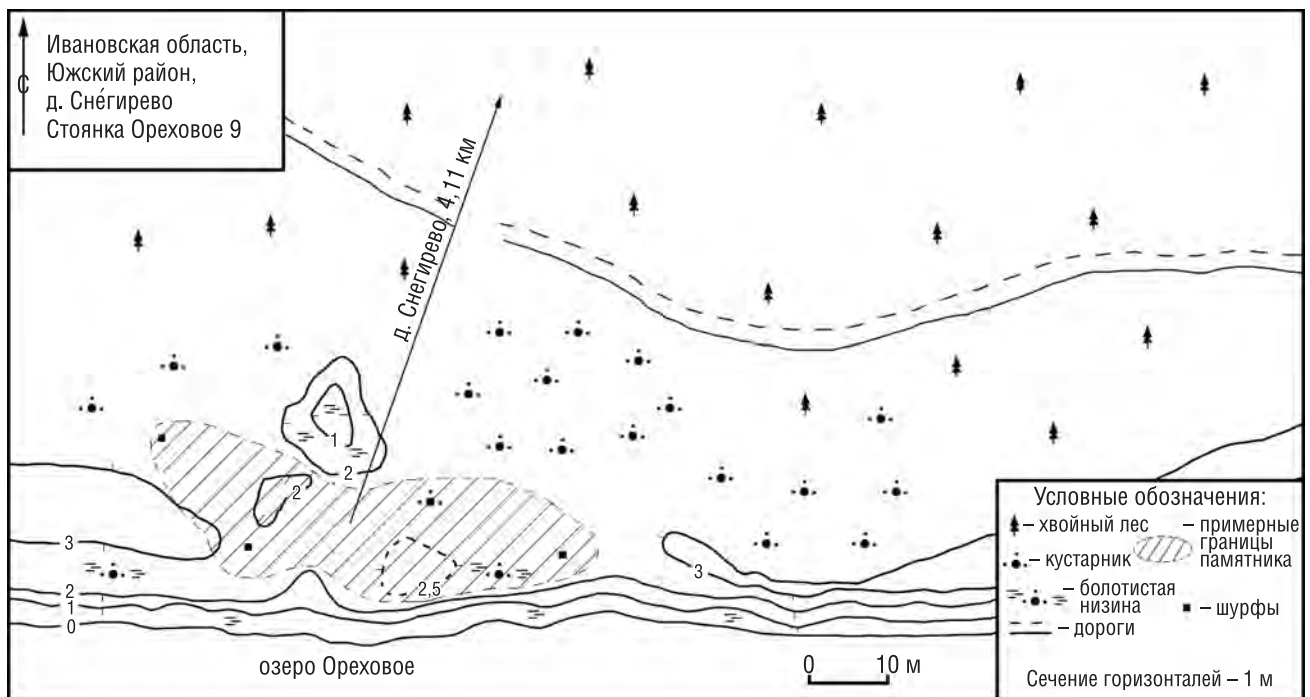 С
Ивановская область,
Южский район,
д. Сне́гирево
Стоянка Ореховое 9
д. Снегирево, 4,11 км
1
2
2
3
3
2,5
2
1
0
озеро Ореховое
0 10 м
Условные обозначения:
– хвойный лес
– примерные
границы
памятника
– кустарник
– болотистая
низина
– шурфы
– дороги
Сечение горизонталей – 1 м